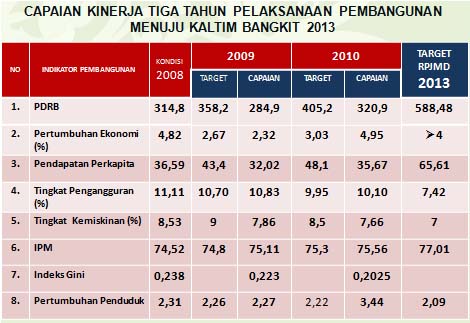 CAPAIAN KINERJA TIGA TAHUN PELAKSANAAN PEMBANGUNAN
MENUJU KALTIM BANGKIT 2013
NO INDIKATOR PEMBANGUNAN KONDISI 2008 2009 2010 TARGET RPJMD 2013
TARGET CAPAIAN TARGET CAPAIAN
1. PDRB 314,8 358,2 284,9 405,2 320,9 588,48
2. Pertumbuhan Ekonomi (%) 4,82 2,67 2,32 3,03 4,95 ➢4
3. Pendapatan Perkapita 36,59 43,4 32,02 48,1 35,67 65,61
4. Tingkat Pengangguran (%) 11,11 10,70 10,83 9,95 10,10 7,42
5. Tingkat Kemiskinan (%) 8,53 9 7,86 8,5 7,66 7
6. IPM 74,52 74,8 75,11 75,3 75,56 77,01
7. Indeks Gini 0,238 0,223 0,2025
8. Pertumbuhan Penduduk 2,31 2,26 2,27 2,22 3,44 2,09